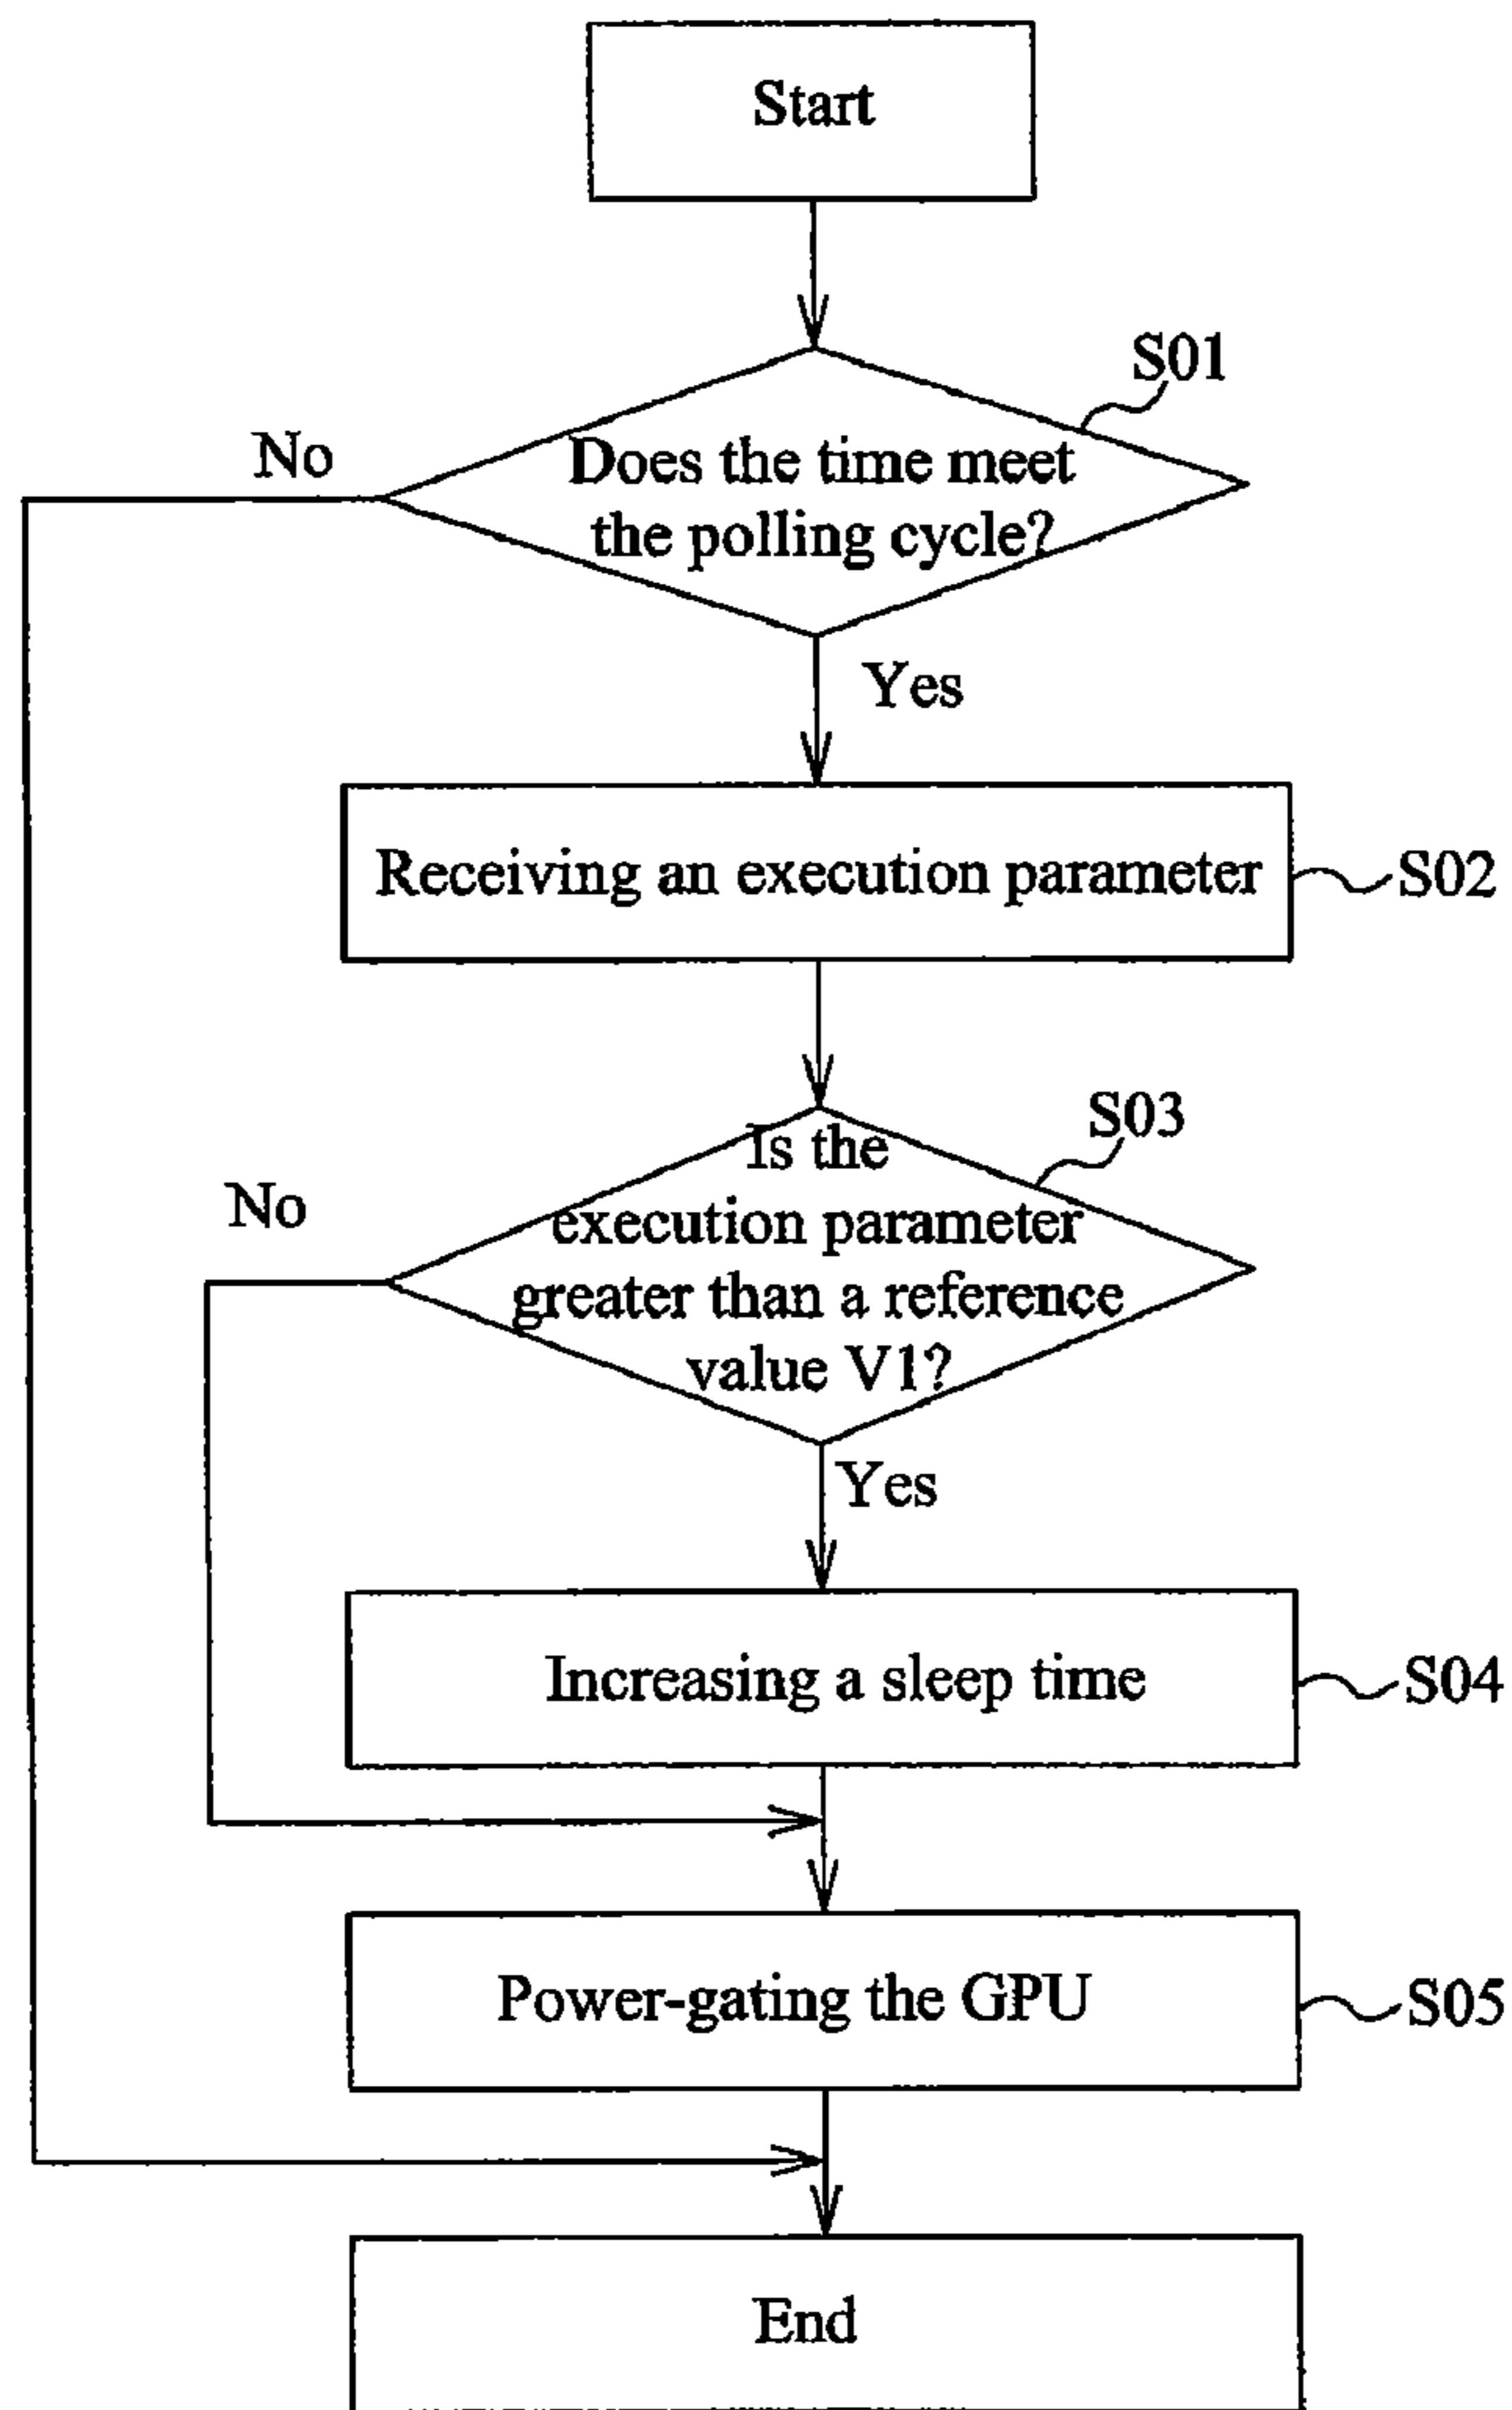 Start
S01
No
Does the time meet
the polling cycle?
Yes
Receiving an execution parameter
S02
S03
Is the
No
execution parameter
greater than a reference
value V1?
Yes
Increasing a sleep time
S04
Power-gating the GPU
S05
End